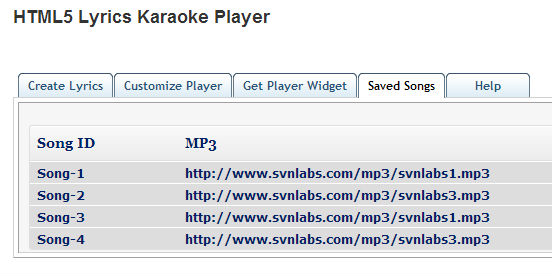 HTML5 Lyrics Karaoke Player
Create Lyrics Customize Player Get Player Widget Saved Songs Help
Song ID MP3
Song-1 http://www.svnlabs.com/mp3/svnlabs1.mp3
Song-2 http://www.svnlabs.com/mp3/svnlabs3.mp3
Song-3 http://www.svnlabs.com/mp3/svnlabs1.mp3
Song-4 http://www.svnlabs.com/mp3/svnlabs3.mp3